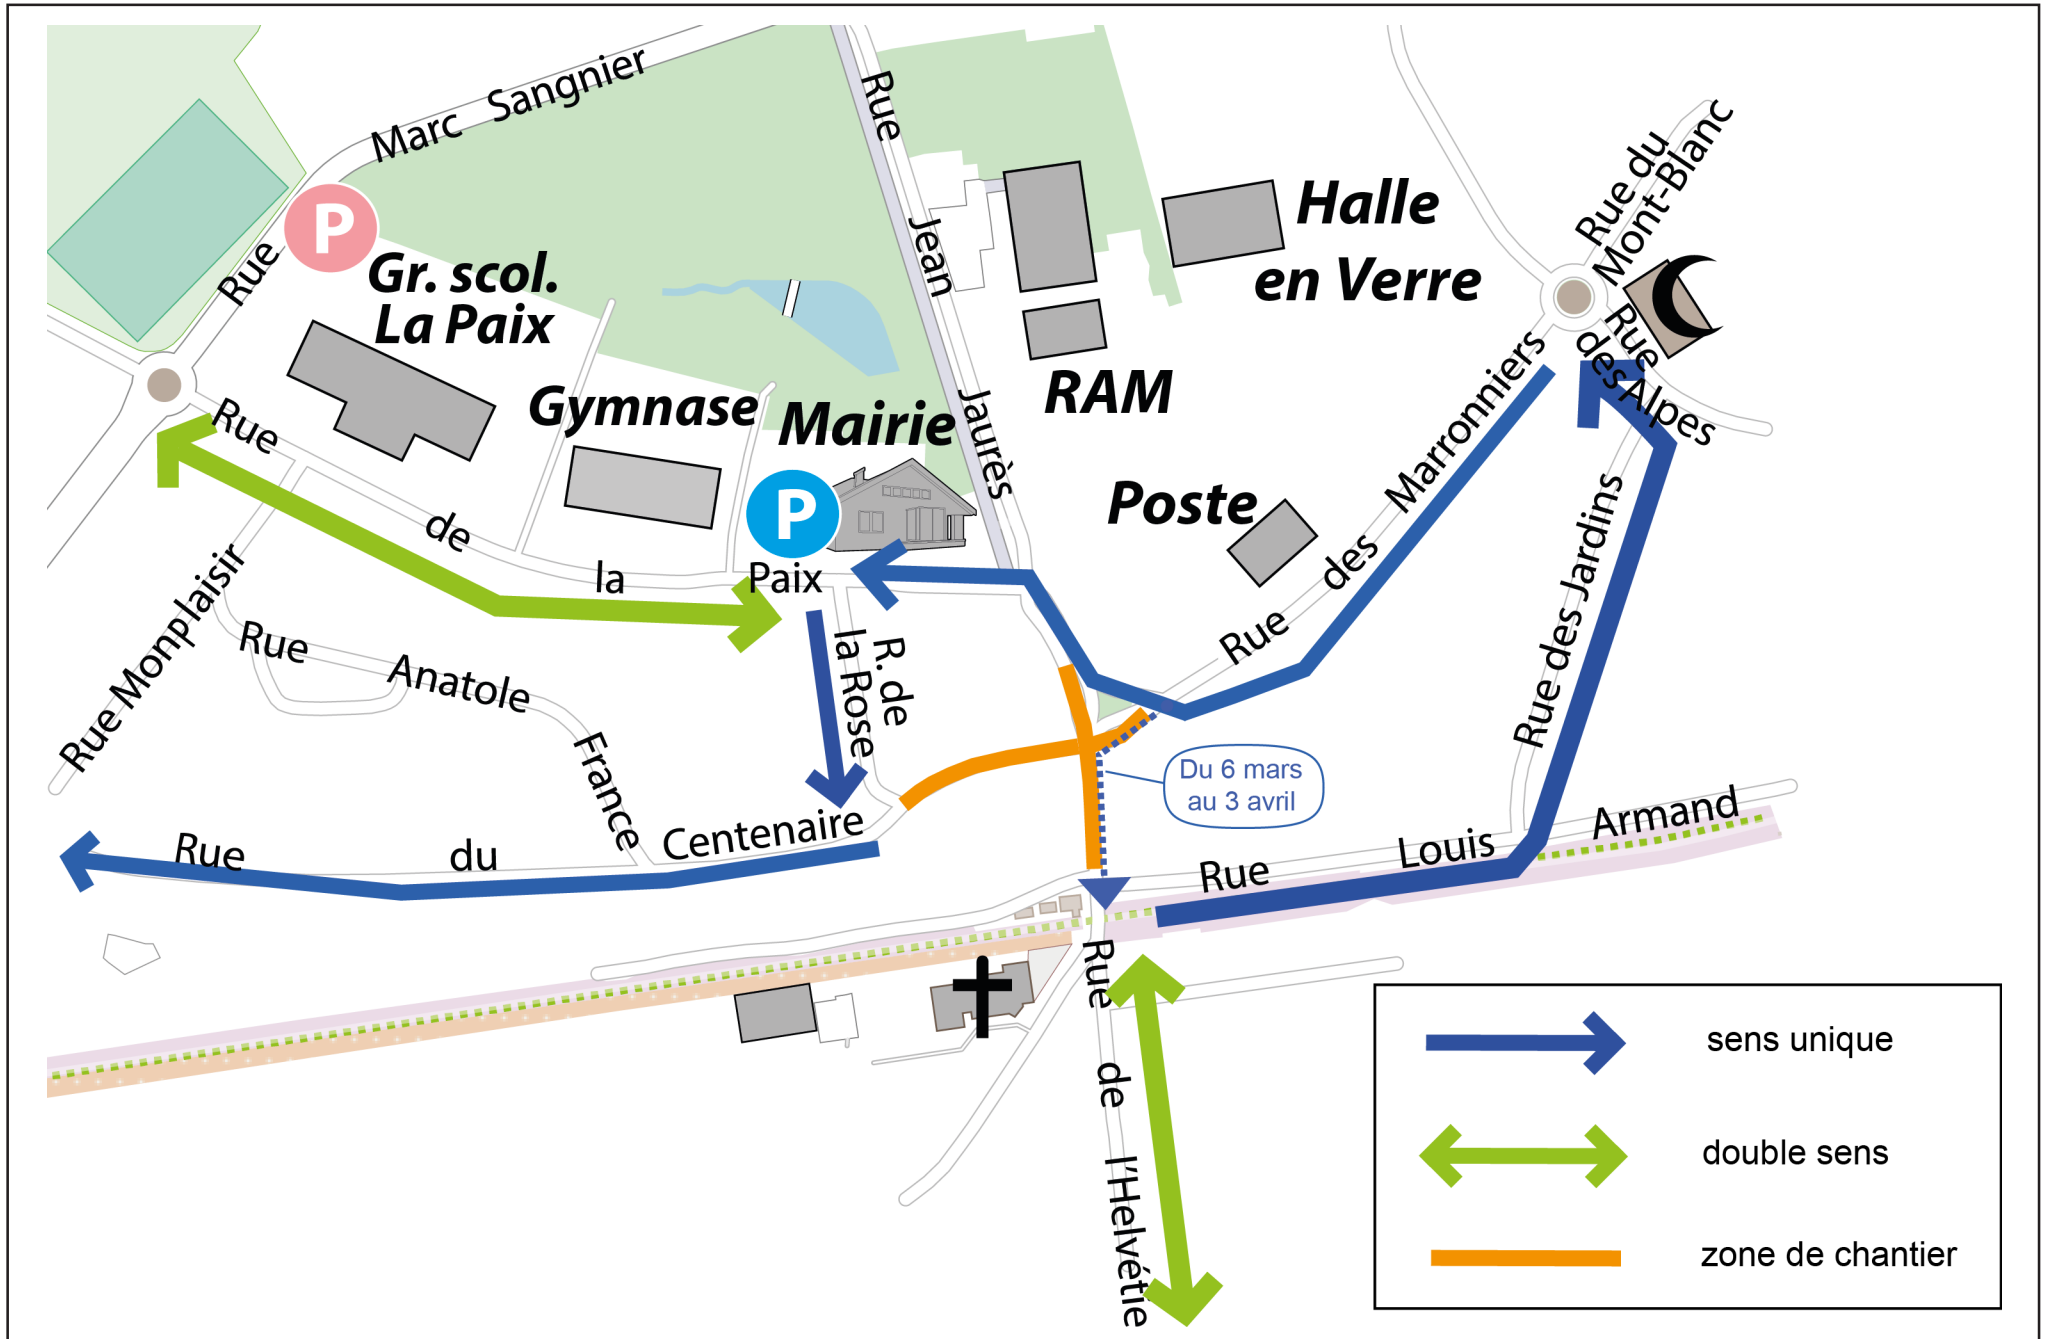 Rue Marc Sangnier
P
Gr. scol.
La Paix
Gymnase
Mairie
P
Rue Jean Jaurès
RAM
Halle
en Verre
Poste
Rue du
Mont-Blanc
Rue
des Alpes
Rue des Marronniers
Rue des Jardins
Rue de la Paix
R. de
la Rose
Rue Monplaisir
Rue Anatole France
Rue du Centenaire
Du 6 mars
au 3 avril
Rue Louis Armand
Rue de l'Helvétie
sens unique
double sens
zone de chantier